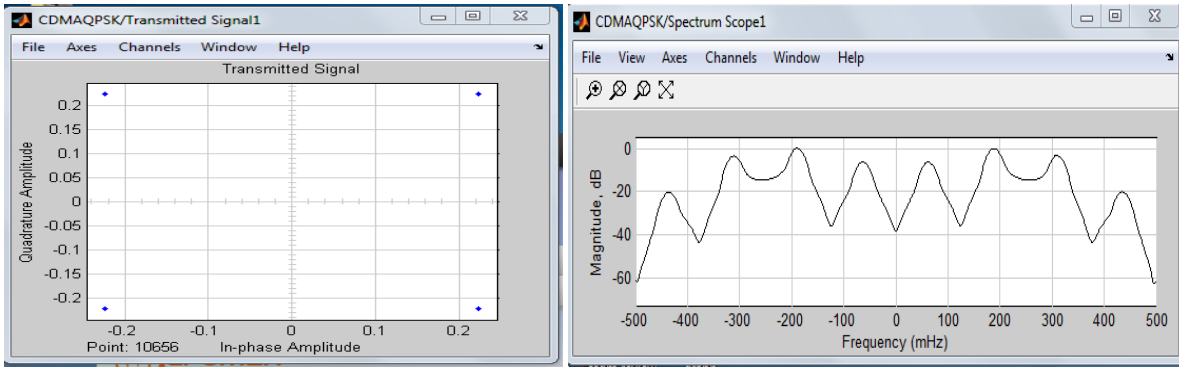 CDMAQPSK/Transmitted Signal1
File Axes Channels Window Help
Transmitted Signal
Quadrature Amplitude
0.2
0.15
0.1
0.05
0
-0.05
-0.1
-0.15
-0.2
-0.2 -0.1 0 0.1 0.2
Point: 10656 In-phase Amplitude
CDMAQPSK/Spectrum Scope1
File View Axes Channels Window Help
Magnitude, dB
0
-20
-40
-60
-500 -400 -300 -200 -100 0 100 200 300 400 500
Frequency (mHz)